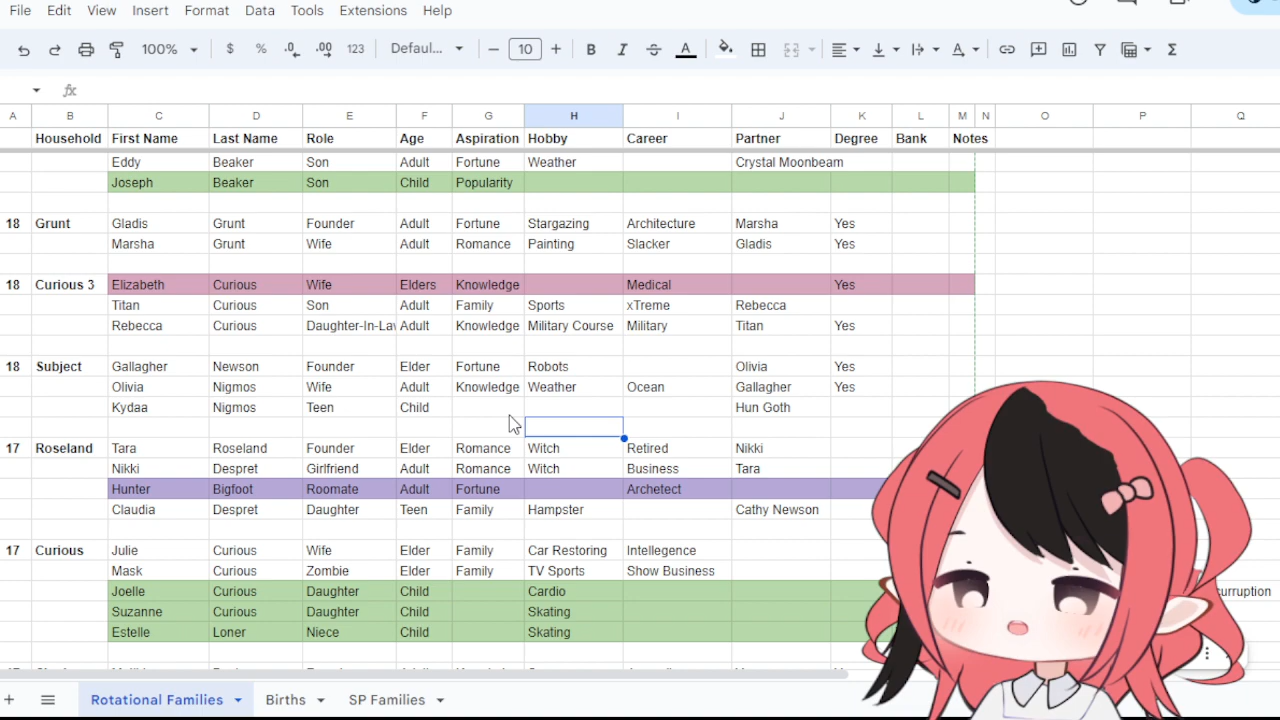 File Edit View Insert Format Data Tools Extensions Help
100% $ % .0 .00 123 Defaul... 10 B I A
fx
A B C D E F G H I J K L M N O P Q
Household First Name Last Name Role Age Aspiration Hobby Career Partner Degree Bank Notes
Eddy Beaker Son Adult Fortune Weather Crystal Moonbeam
Joseph Beaker Son Child Popularity
18 Grunt Gladis Grunt Founder Adult Fortune Stargazing Architecture Marsha Yes
Marsha Grunt Wife Adult Romance Painting Slacker Gladis Yes
18 Curious 3 Elizabeth Curious Wife Elders Knowledge Medical Yes
Titan Curious Son Adult Family Sports xTreme Rebecca
Rebecca Curious Daughter-In-Law Adult Knowledge Military Course Military Titan Yes
18 Subject Gallagher Newson Founder Elder Fortune Robots Olivia Yes
Olivia Nigmos Wife Adult Knowledge Weather Ocean Gallagher Yes
Kydaa Nigmos Teen Child Hun Goth
17 Roseland Tara Roseland Founder Elder Romance Witch Retired Nikki
Nikki Despret Girlfriend Adult Romance Witch Business Tara
Hunter Bigfoot Roomate Adult Fortune Archetect
Claudia Despret Daughter Teen Family Hampster Cathy Newson
17 Curious Julie Curious Wife Elder Family Car Restoring Intellegence
Mask Curious Zombie Elder Family TV Sports Show Business
Joelle Curious Daughter Child Cardio curruption
Suzanne Curious Daughter Child Skating
Estelle Loner Niece Child Skating
Rotational Families Births SP Families